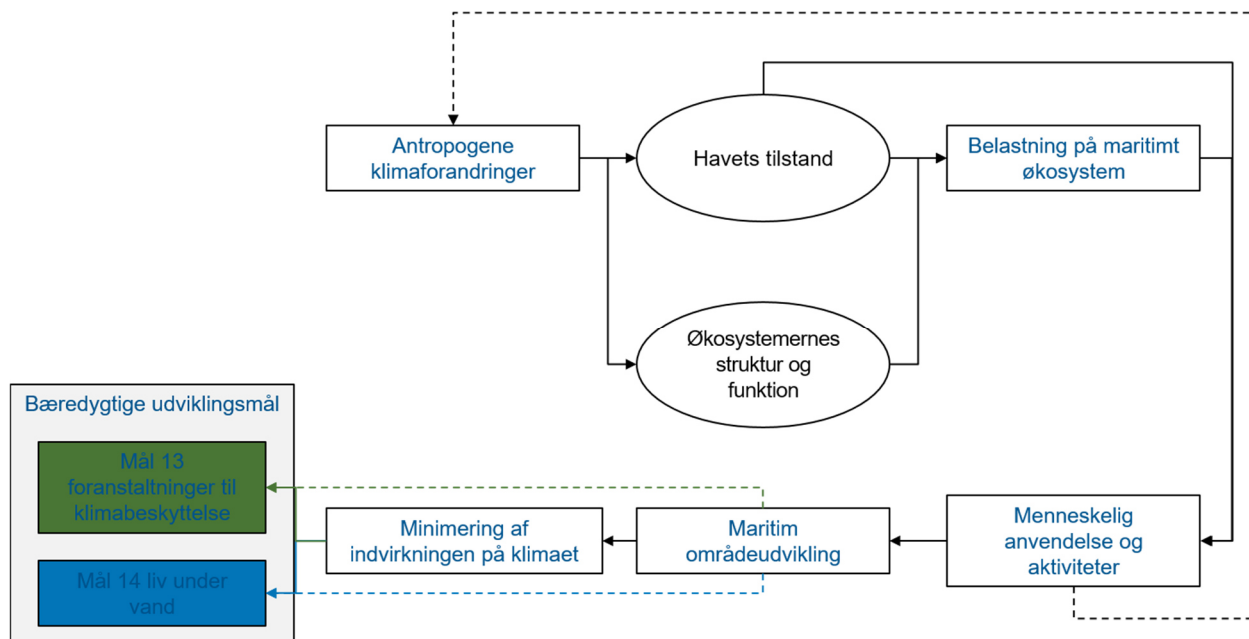 Antropogene
klimaforandringer
Havets tilstand
Belastning på maritimt
økosystem
Økosystemernes
struktur og
funktion
Bæredygtige udviklingsmål
Mål 13
foranstaltninger til
klimabeskyttelse
Mål 14 liv under
vand
Minimering af
indvirkningen på klimaet
Maritim
områdeudvikling
Menneskelig
anvendelse og
aktiviteter